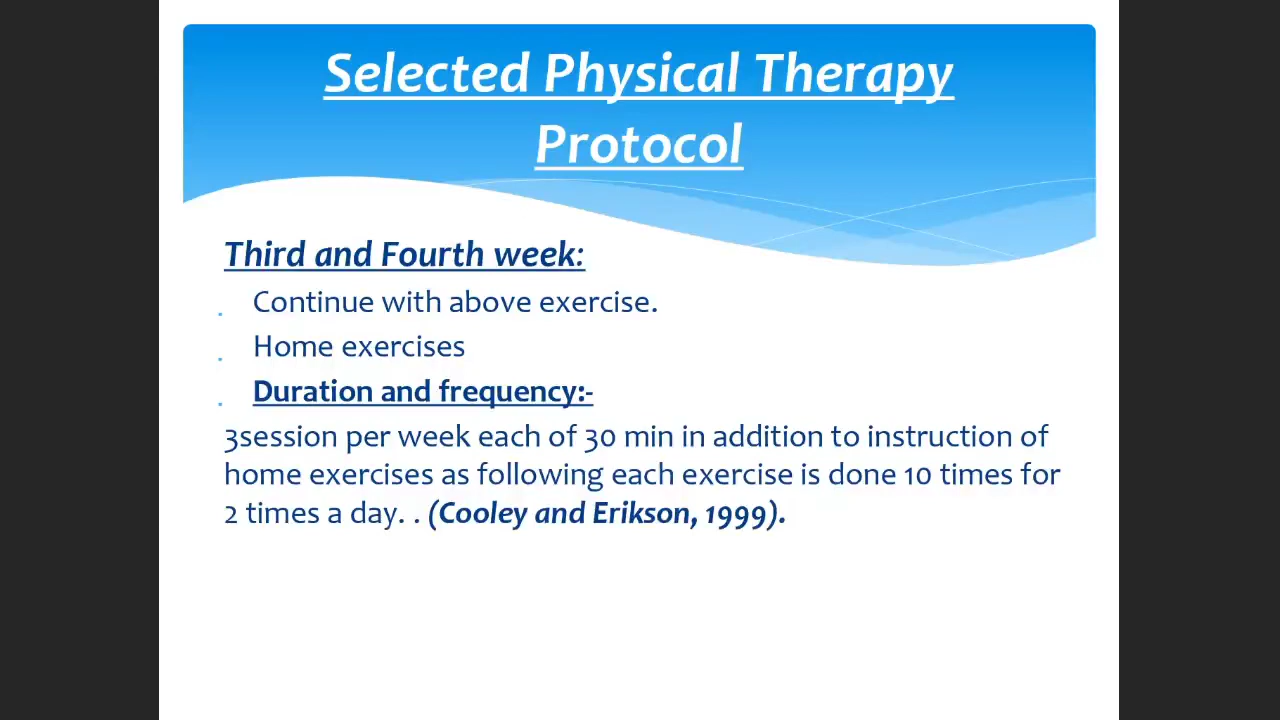 Selected Physical Therapy
Protocol
Third and Fourth week:
. Continue with above exercise.
. Home exercises
. Duration and frequency:-
3session per week each of 30 min in addition to instruction of
home exercises as following each exercise is done 10 times for
2 times a day. . (Cooley and Erikson, 1999).